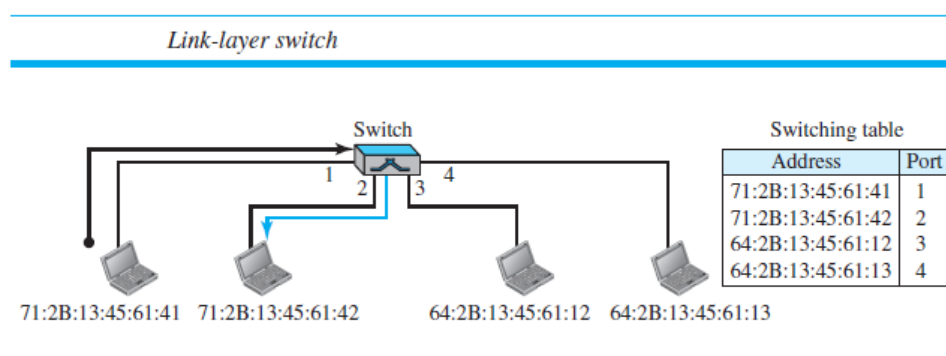 Link-layer switch
Switch
1
2
3
4
71:2B:13:45:61:41
71:2B:13:45:61:42
64:2B:13:45:61:12
64:2B:13:45:61:13
Switching table
Address Port
71:2B:13:45:61:41 1
71:2B:13:45:61:42 2
64:2B:13:45:61:12 3
64:2B:13:45:61:13 4